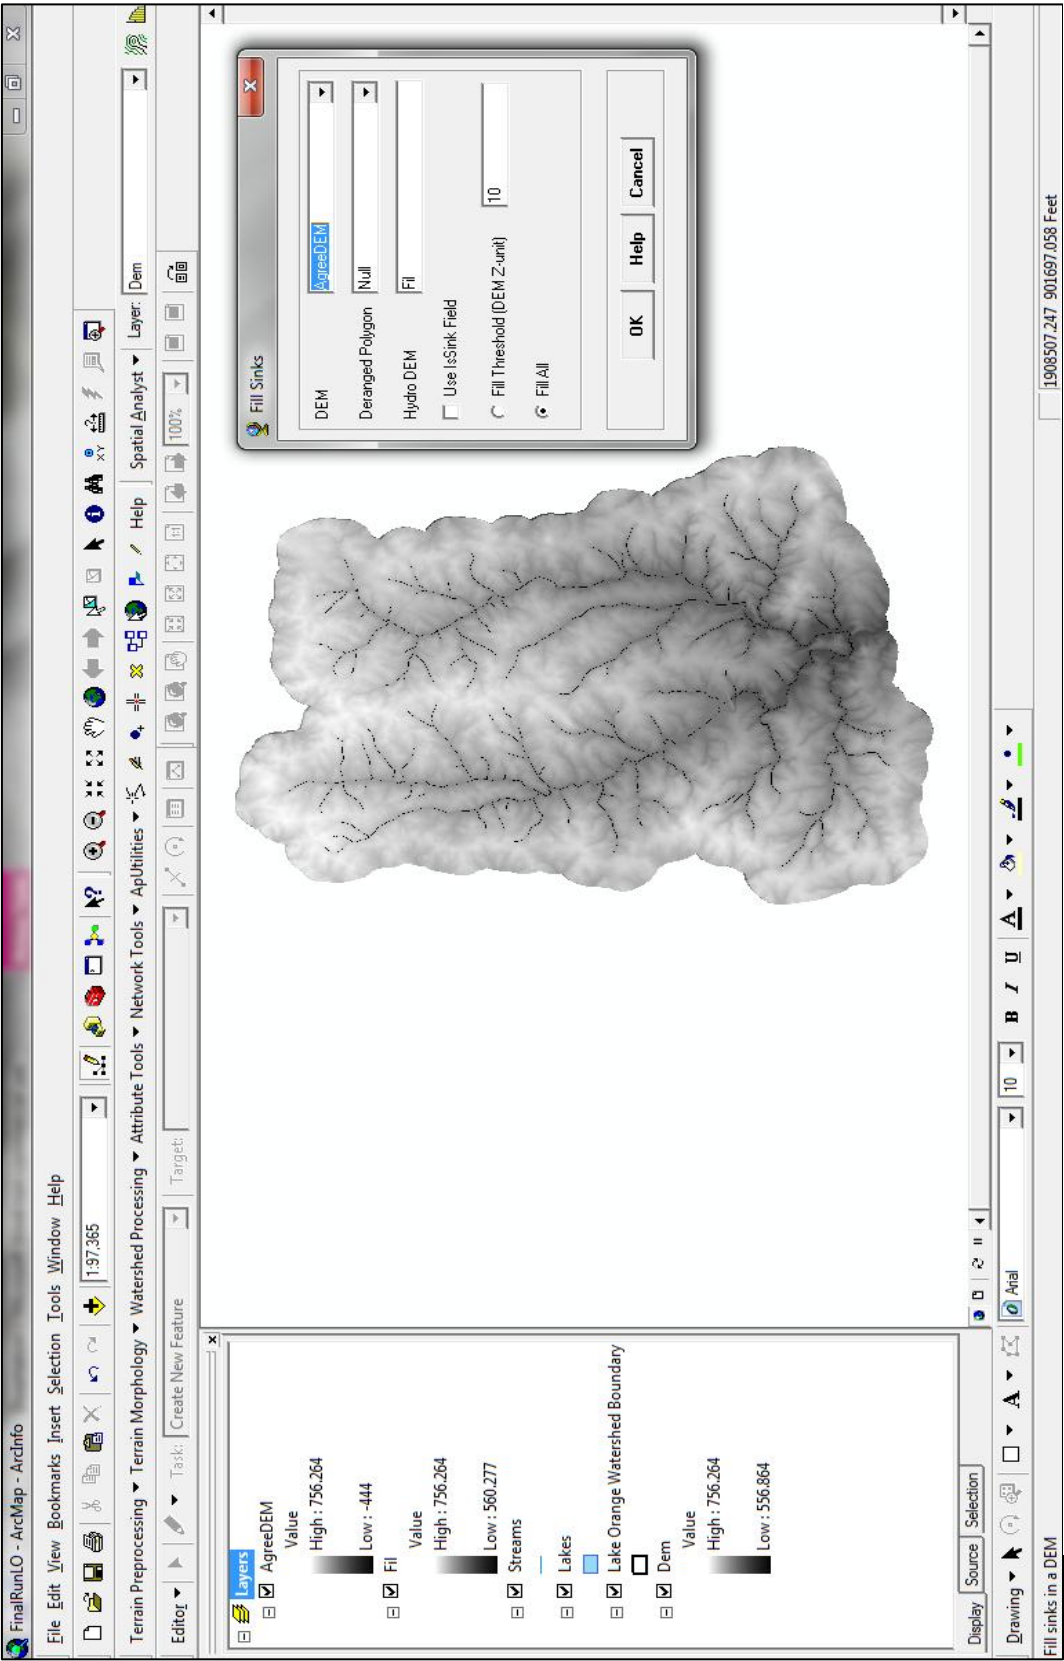 FinalRunLO - ArcMap - ArcInfo
File Edit View Bookmarks Insert Selection Tools Window Help
1:97,365
Terrain Preprocessing Terrain Morphology Watershed Processing Attribute Tools Network Tools ApUtilities Help Spatial Analyst Layer: Dem
Editor Task: Create New Feature Target: 100%
Layers
AgreeDEM
Value
High : 756.264
Low : -444
Fil
Value
High : 756.264
Low : 560.277
Streams
Lakes
Lake Orange Watershed Boundary
Dem
Value
High : 756.264
Low : 556.864
Display Source Selection
Fill Sinks
DEM AgreeDEM
Deranged Polygon Null
Hydro DEM Fil
Use IsSink Field
Fill Threshold (DEM Z-unit) 10
Fill All
OK Help Cancel
Drawing A Arial 10 B I U A
Fill sinks in a DEM 1908507.247 901697.058 Feet